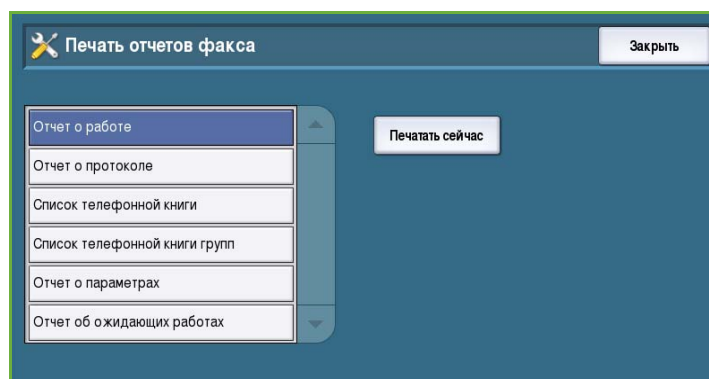 Печать отчетов факса
Закрыть
Отчет о работе
Печатать сейчас
Отчет о протоколе
Список телефонной книги
Список телефонной книги групп
Отчет о параметрах
Отчет об ожидающих работах